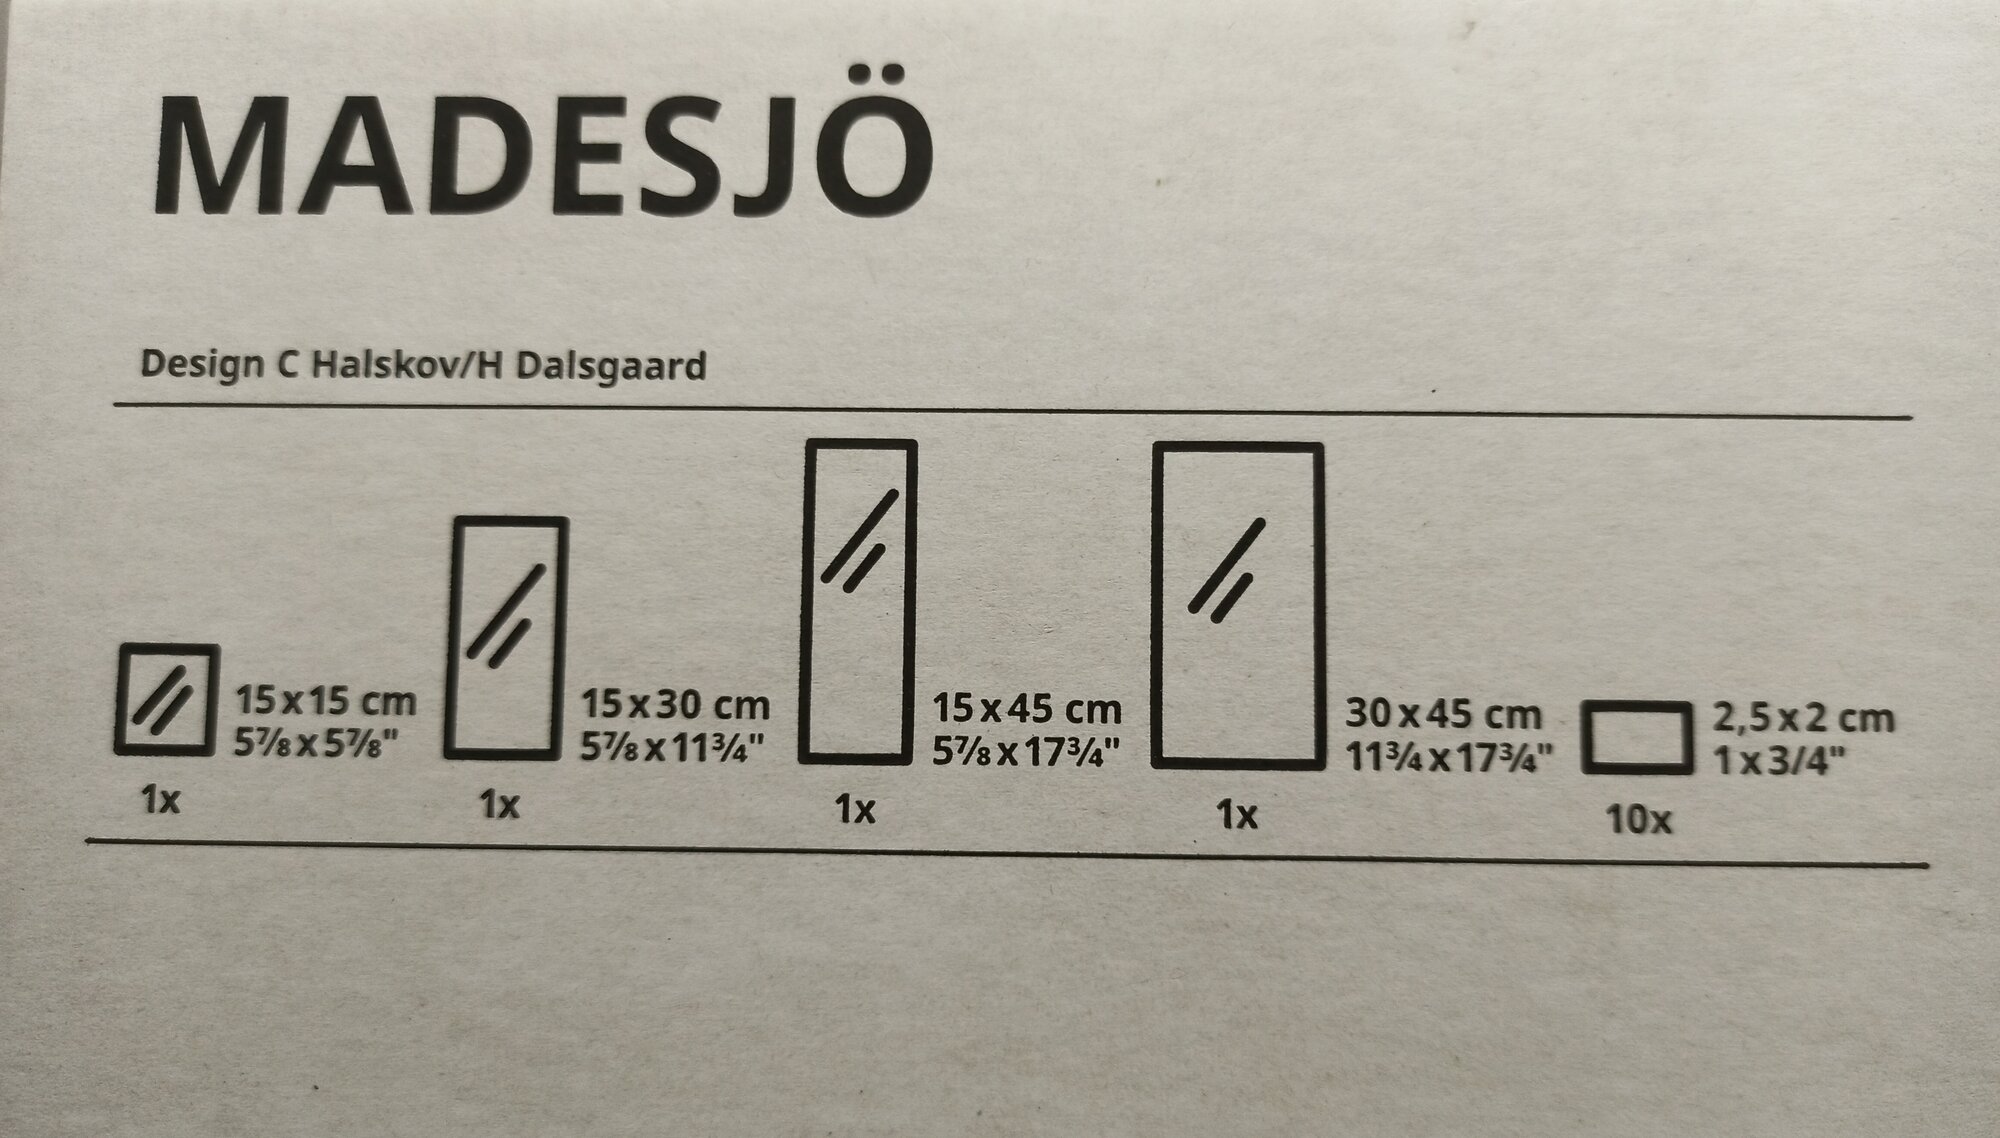 MADESJÖ
Design C Halskov/H Dalsgaard
15x15 cm
5⅞x5⅞"
1x
15x30 cm
5⅞x11¾"
1x
15x45 cm
5⅞x17¾"
1x
30x45 cm
11¾x17¾"
1x
2,5x2 cm
1x3/4"
10x